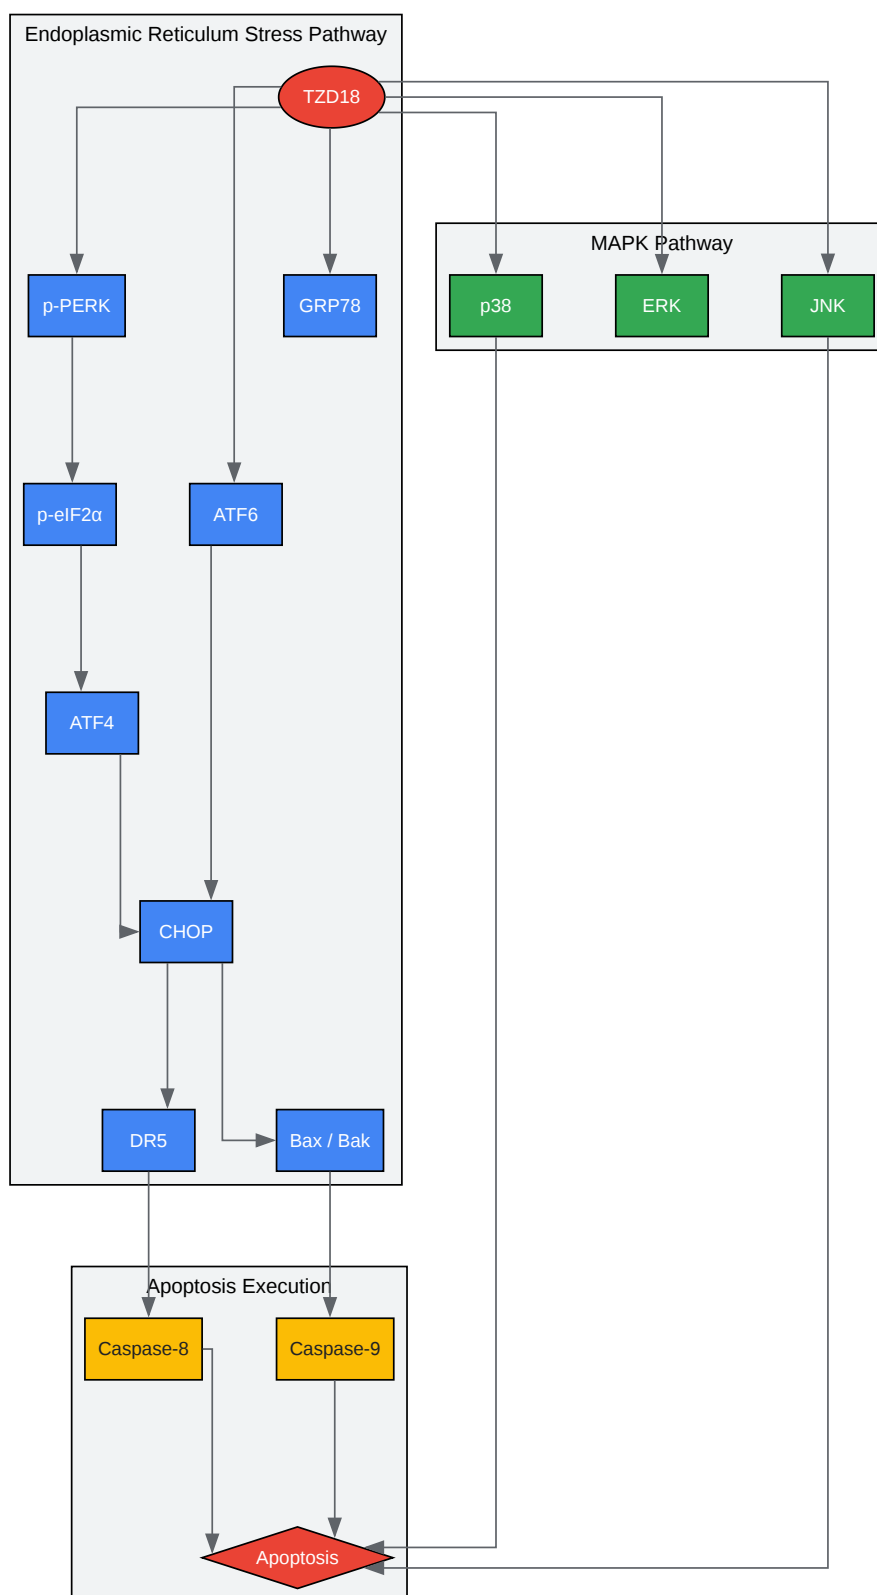 Endoplasmic Reticulum Stress Pathway
TZD18
MAPK Pathway
p-PERK
GRP78
p38
ERK
JNK
p-eIF2α
ATF6
ATF4
CHOP
DR5
Bax / Bak
Apoptosis Execution
Caspase-8
Caspase-9
Apoptosis